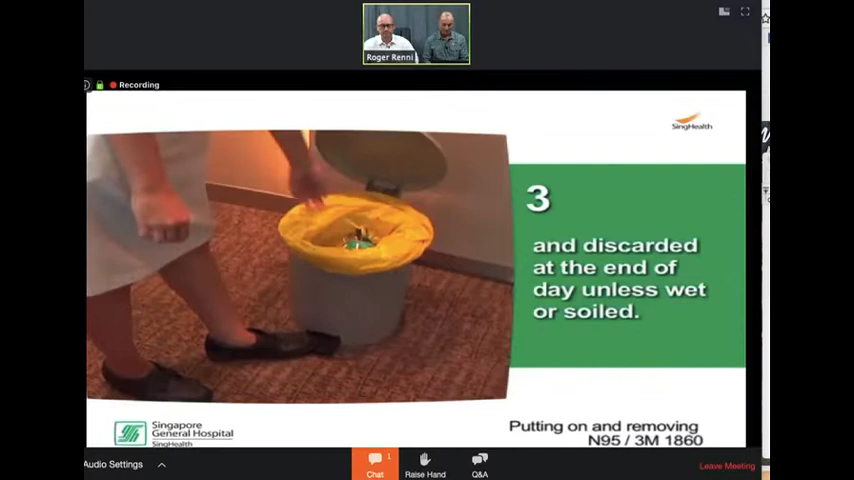 Roger Renni
Recording
SingHealth
3
and discarded
at the end of
day unless wet
or soiled.
Singapore
General Hospital
SingHealth
Putting on and removing
N95 / 3M 1860
Audio Settings
1
Chat
Raise Hand
Q&A
Leave Meeting